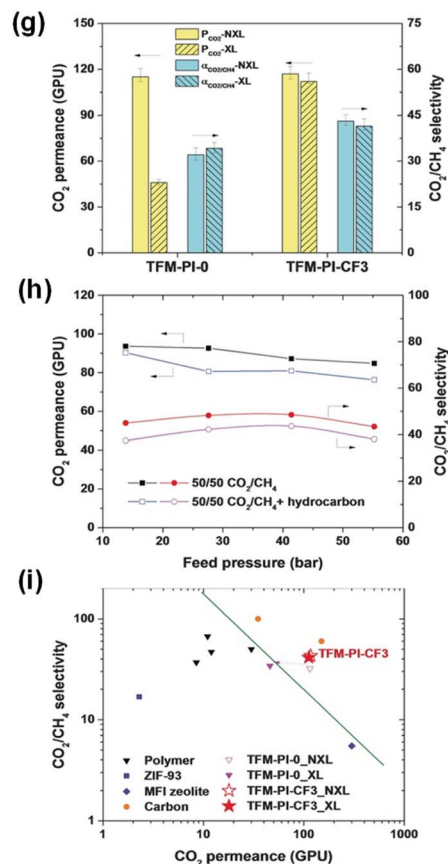 (g)
P_CO2-NXL
P_CO2-XL
α_CO2/CH4-NXL
α_CO2/CH4-XL
CO₂ permeance (GPU)
150
120
90
60
30
0
CO₂/CH₄ selectivity
75
60
45
30
15
0
TFM-PI-0
TFM-PI-CF3
(h)
CO₂ permeance (GPU)
120
100
80
60
40
20
0
CO₂/CH₄ selectivity
100
80
60
40
20
0
50/50 CO₂/CH₄
50/50 CO₂/CH₄+ hydrocarbon
10 20 30 40 50 60
Feed pressure (bar)
(i)
CO₂/CH₄ selectivity
100
10
1
TFM-PI-CF3
Polymer
ZIF-93
MFI zeolite
Carbon
TFM-PI-0_NXL
TFM-PI-0_XL
TFM-PI-CF3_NXL
TFM-PI-CF3_XL
1 10 100 1000
CO₂ permeance (GPU)